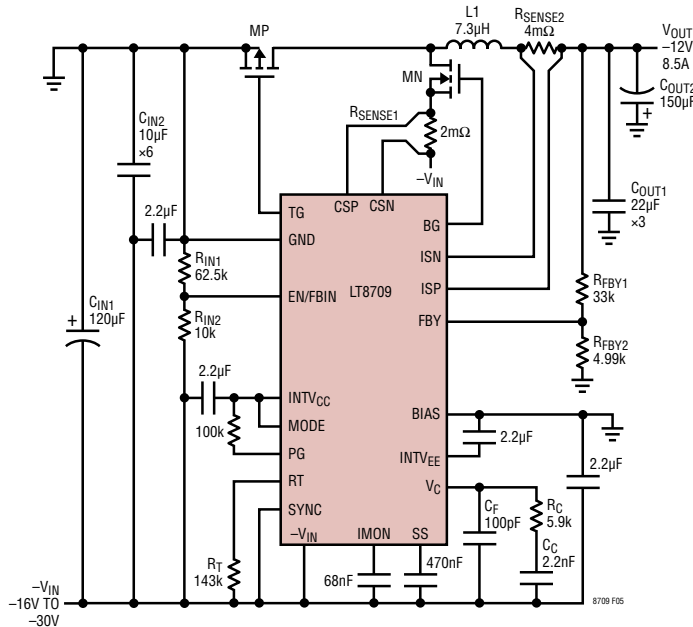 MP
L1
7.3µH
RSENSE2
4mΩ
VOUT
–12V
8.5A
COUT2
150µF
+
MN
CIN2
10µF
×6
RSENSE1
2mΩ
–VIN
CSP CSN
TG
BG
COUT1
22µF
×3
2.2µF
GND
ISN
RIN1
62.5k
LT8709
ISP
RFBY1
33k
EN/FBIN
+
CIN1
120µF
RIN2
10k
FBY
RFBY2
4.99k
2.2µF
INTVCC
BIAS
MODE
2.2µF
100k
PG
INTVEE
2.2µF
RT
VC
SYNC
CF
100pF
RC
5.9k
–VIN IMON SS
CC
2.2nF
RT
143k
68nF
470nF
–VIN
–16V TO
–30V
8709 F05